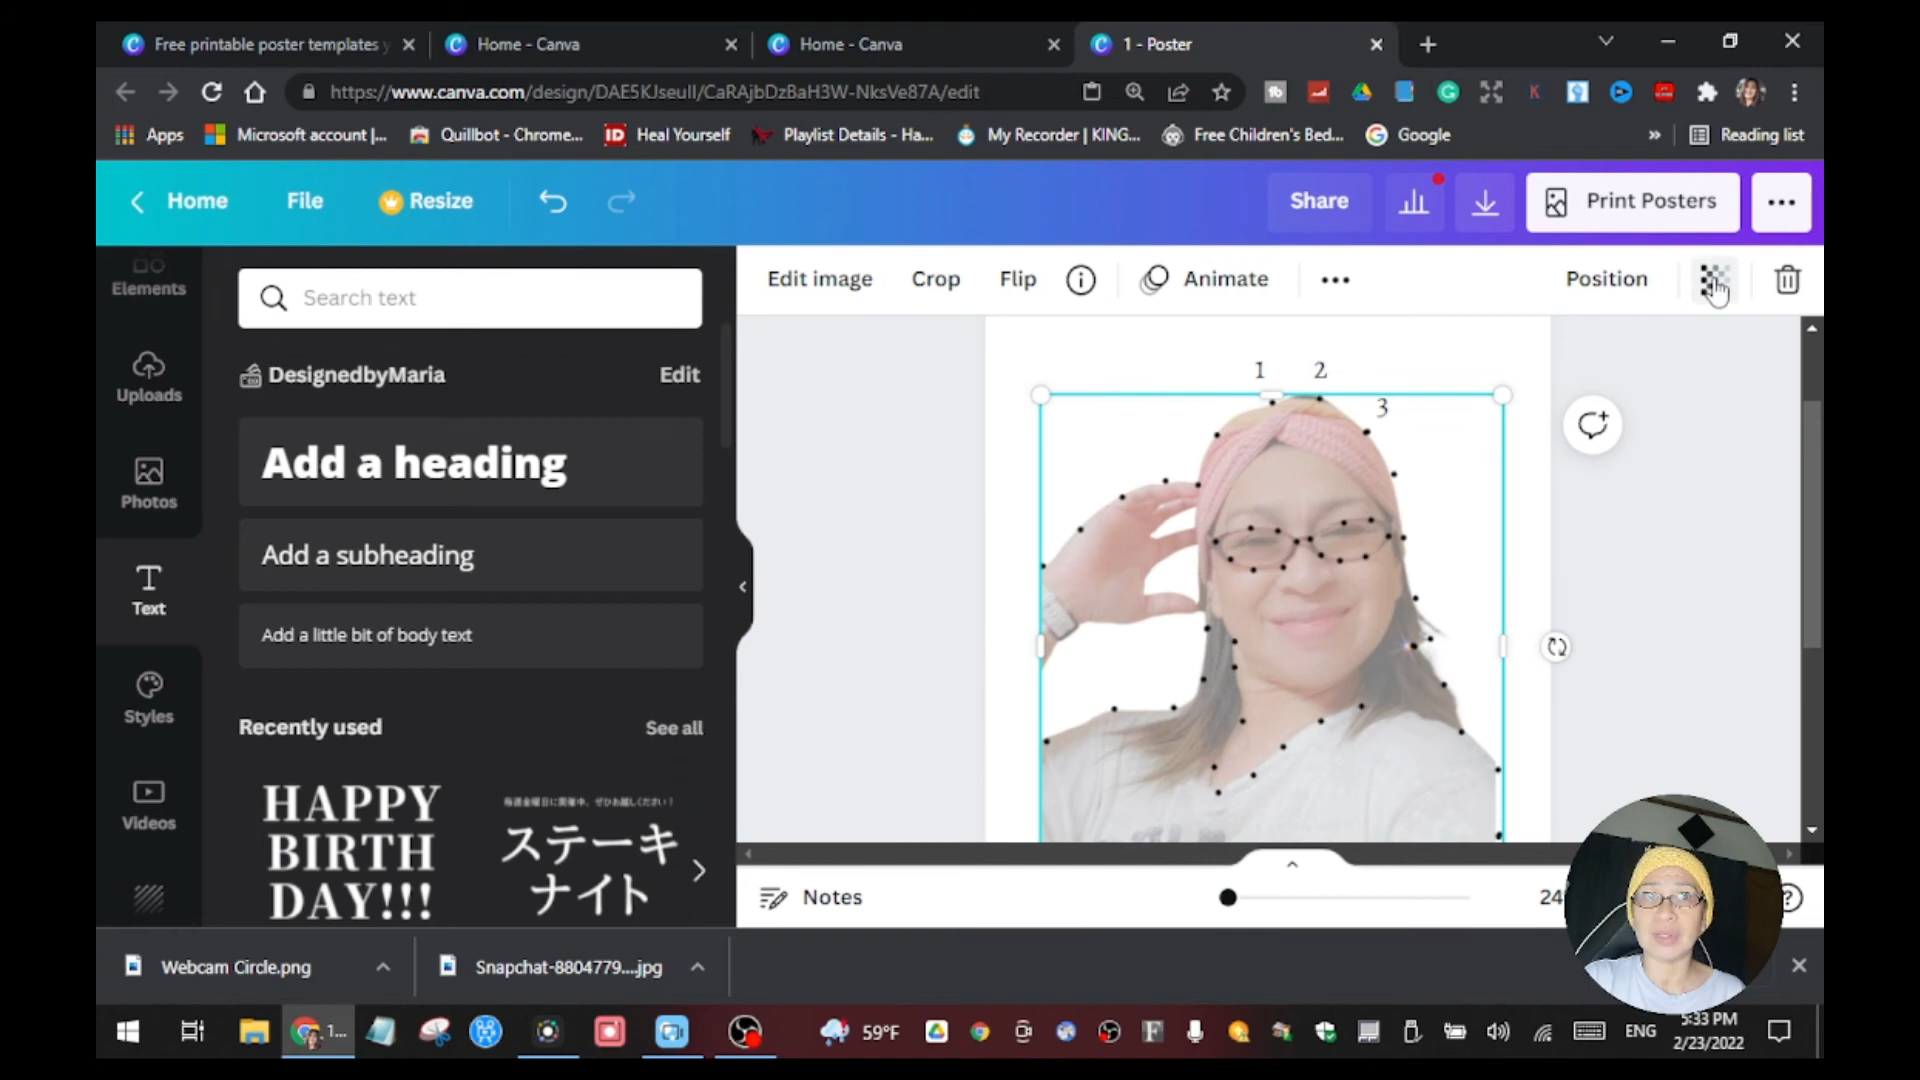 Free printable poster templates y
Home - Canva
Home - Canva
1 - Poster
https://www.canva.com/design/DAE5KJseuII/CaRAjbDzBaH3W-NksVe87A/edit
Apps
Microsoft account |...
Quillbot - Chrome...
ID
Heal Yourself
Playlist Details - Ha...
My Recorder | KING...
Free Children's Bed...
Google
»
Reading list
Home
File
Resize
Share
Print Posters
Elements
Uploads
Photos
Text
Styles
Videos
Search text
DesignedbyMaria
Edit
Add a heading
Add a subheading
Add a little bit of body text
Recently used
See all
HAPPY
BIRTH
DAY!!!
ステーキ
ナイト
Edit image
Crop
Flip
Animate
Position
1
2
3
Notes
24
?
Webcam Circle.png
Snapchat-8804779....jpg
1...
59°F
ENG
5:33 PM
2/23/2022